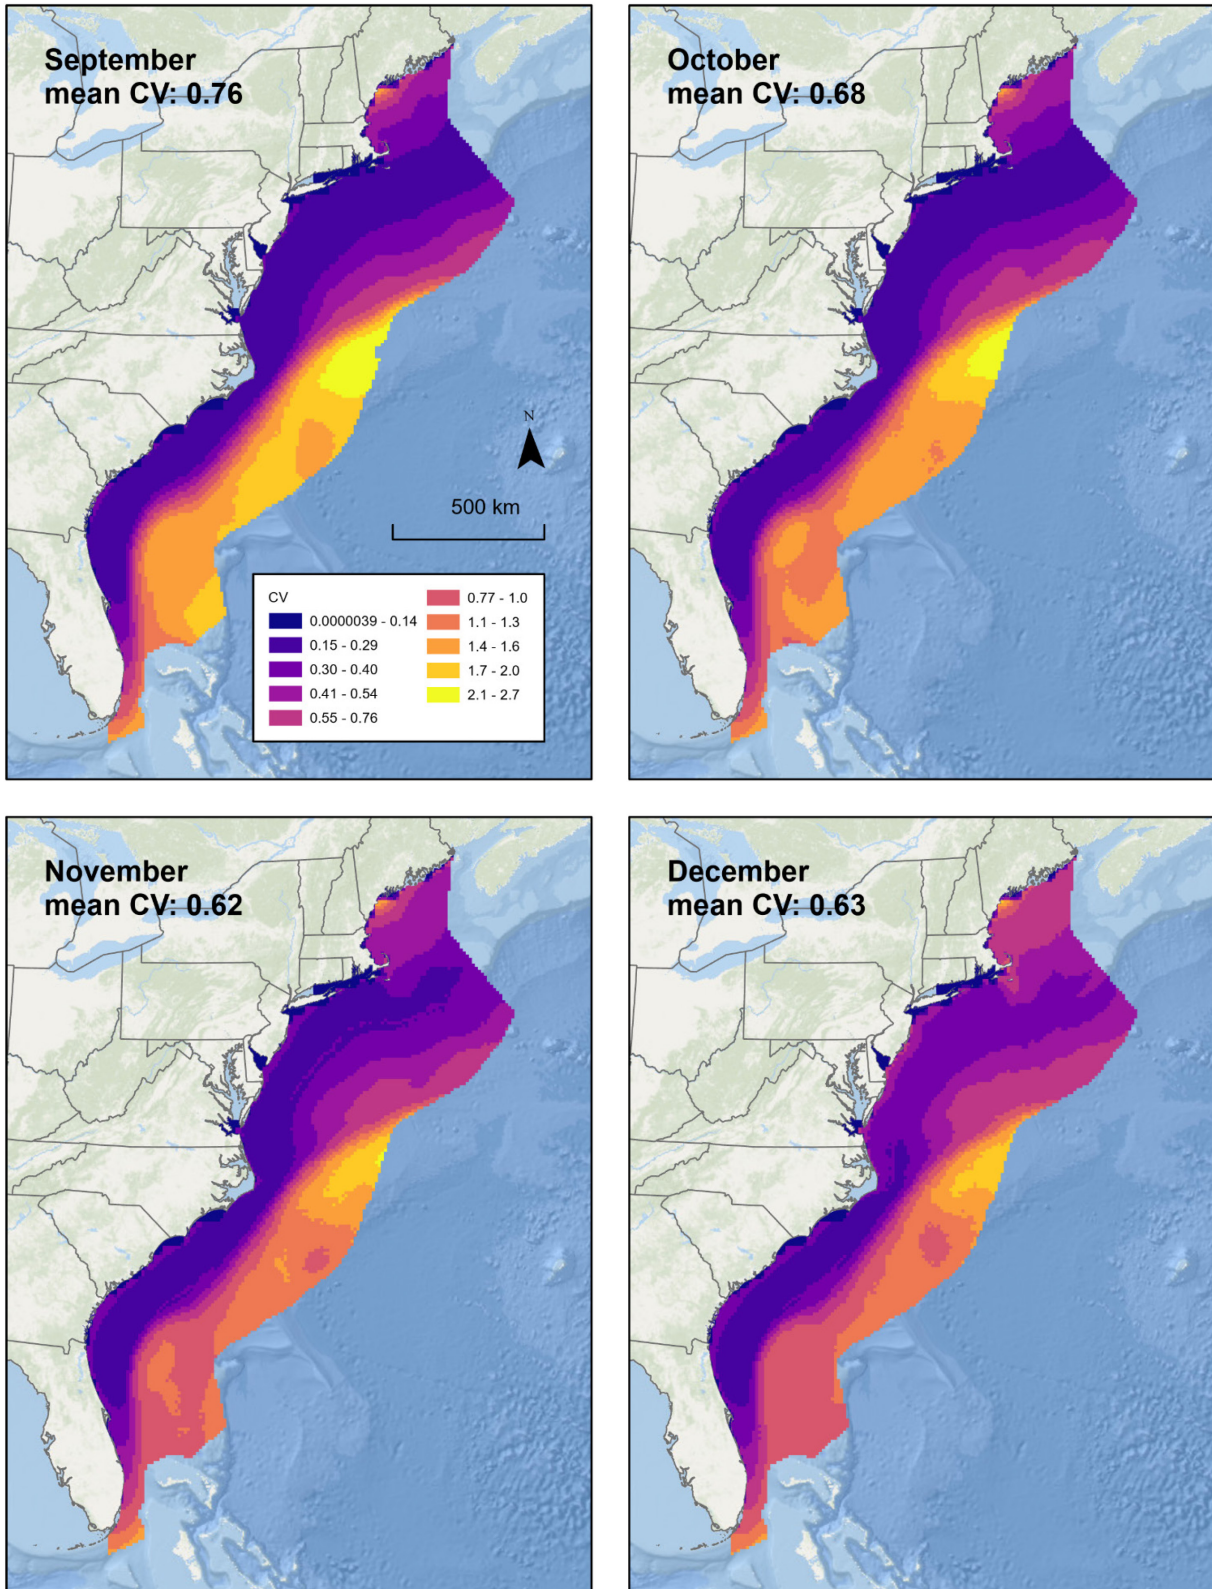 September
mean CV: 0.76
October
mean CV: 0.68
N
500 km
CV
0.0000039 - 0.14
0.15 - 0.29
0.30 - 0.40
0.41 - 0.54
0.55 - 0.76
0.77 - 1.0
1.1 - 1.3
1.4 - 1.6
1.7 - 2.0
2.1 - 2.7
November
mean CV: 0.62
December
mean CV: 0.63